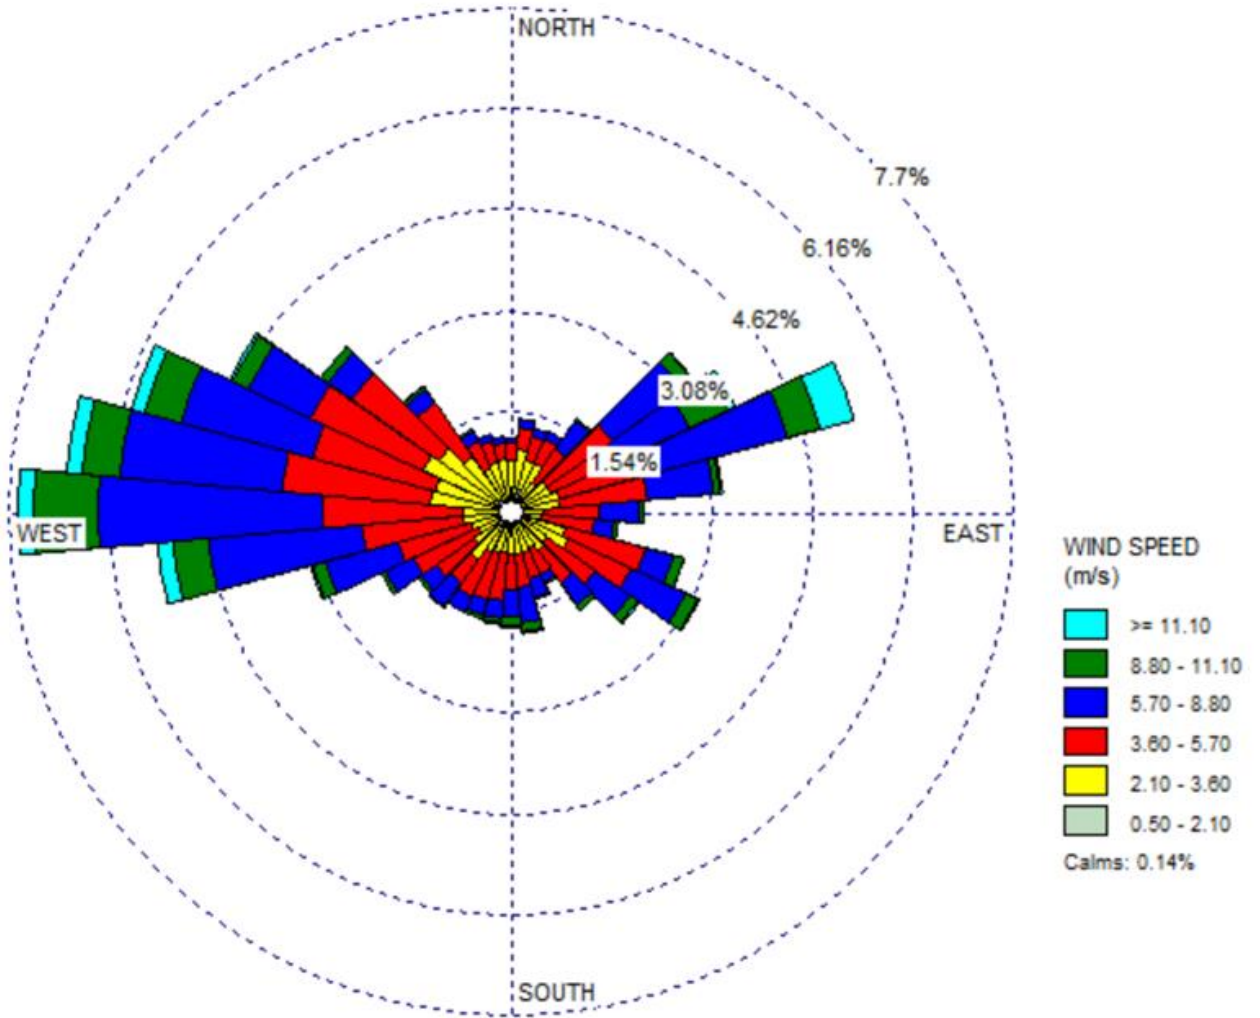 NORTH
7.7%
6.16%
4.62%
3.08%
1.54%
WEST
EAST
SOUTH
WIND SPEED
(m/s)
>= 11.10
8.80 - 11.10
5.70 - 8.80
3.60 - 5.70
2.10 - 3.60
0.50 - 2.10
Calms: 0.14%